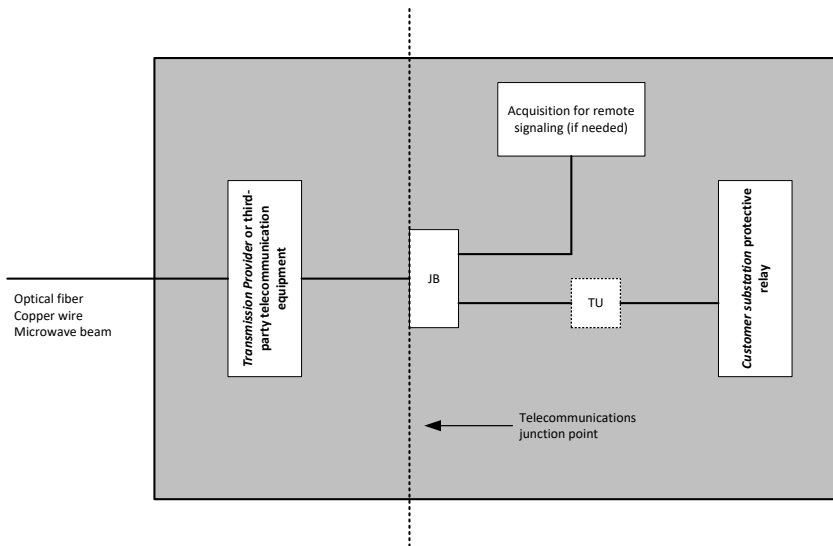 Acquisition for remote
signaling (if needed)
Transmission Provider or third-
party telecommunication
equipment
JB
TU
Customer substation protective
relay
Optical fiber
Copper wire
Microwave beam
Telecommunications
junction point